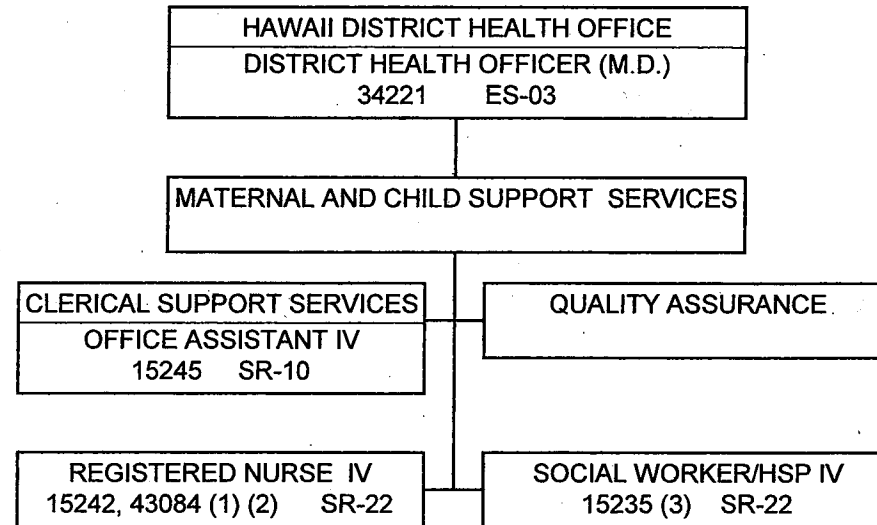 HAWAII DISTRICT HEALTH OFFICE
DISTRICT HEALTH OFFICER (M.D.)
34221 ES-03
MATERNAL AND CHILD SUPPORT SERVICES
CLERICAL SUPPORT SERVICES
OFFICE ASSISTANT IV
15245 SR-10
QUALITY ASSURANCE
REGISTERED NURSE IV
15242, 43084 (1) (2) SR-22
SOCIAL WORKER/HSP IV
15235 (3) SR-22